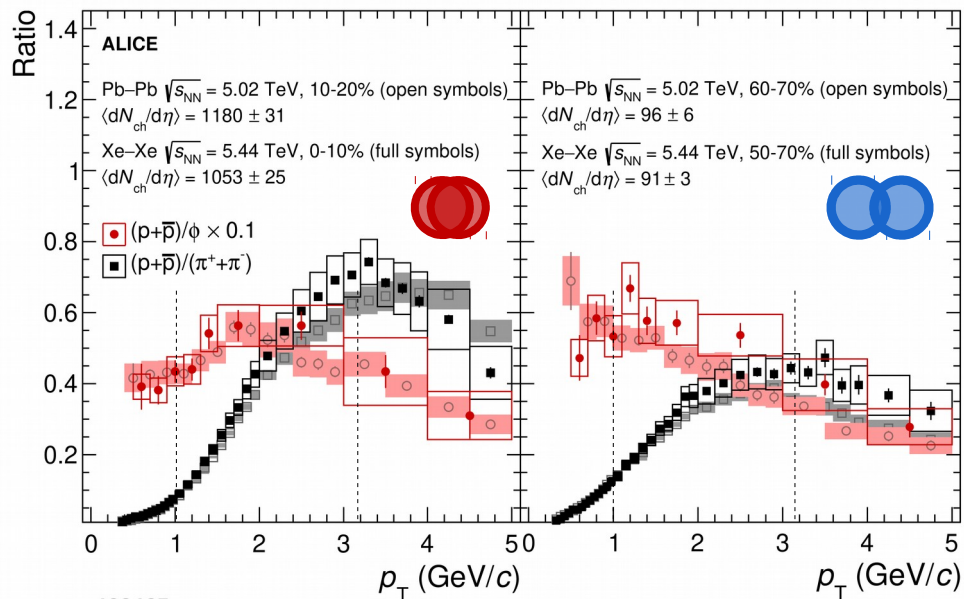 Ratio
1.4
1.2
1
0.8
0.6
0.4
0.2
ALICE
Pb–Pb √sNN = 5.02 TeV, 10-20% (open symbols)
⟨dNch/dη⟩ = 1180 ± 31
Xe–Xe √sNN = 5.44 TeV, 0-10% (full symbols)
⟨dNch/dη⟩ = 1053 ± 25
(p+p̅)/ϕ × 0.1
(p+p̅)/(π⁺+π⁻)
0 1 2 3 4 5
pT (GeV/c)
Pb–Pb √sNN = 5.02 TeV, 60-70% (open symbols)
⟨dNch/dη⟩ = 96 ± 6
Xe–Xe √sNN = 5.44 TeV, 50-70% (full symbols)
⟨dNch/dη⟩ = 91 ± 3
0 1 2 3 4 5
pT (GeV/c)